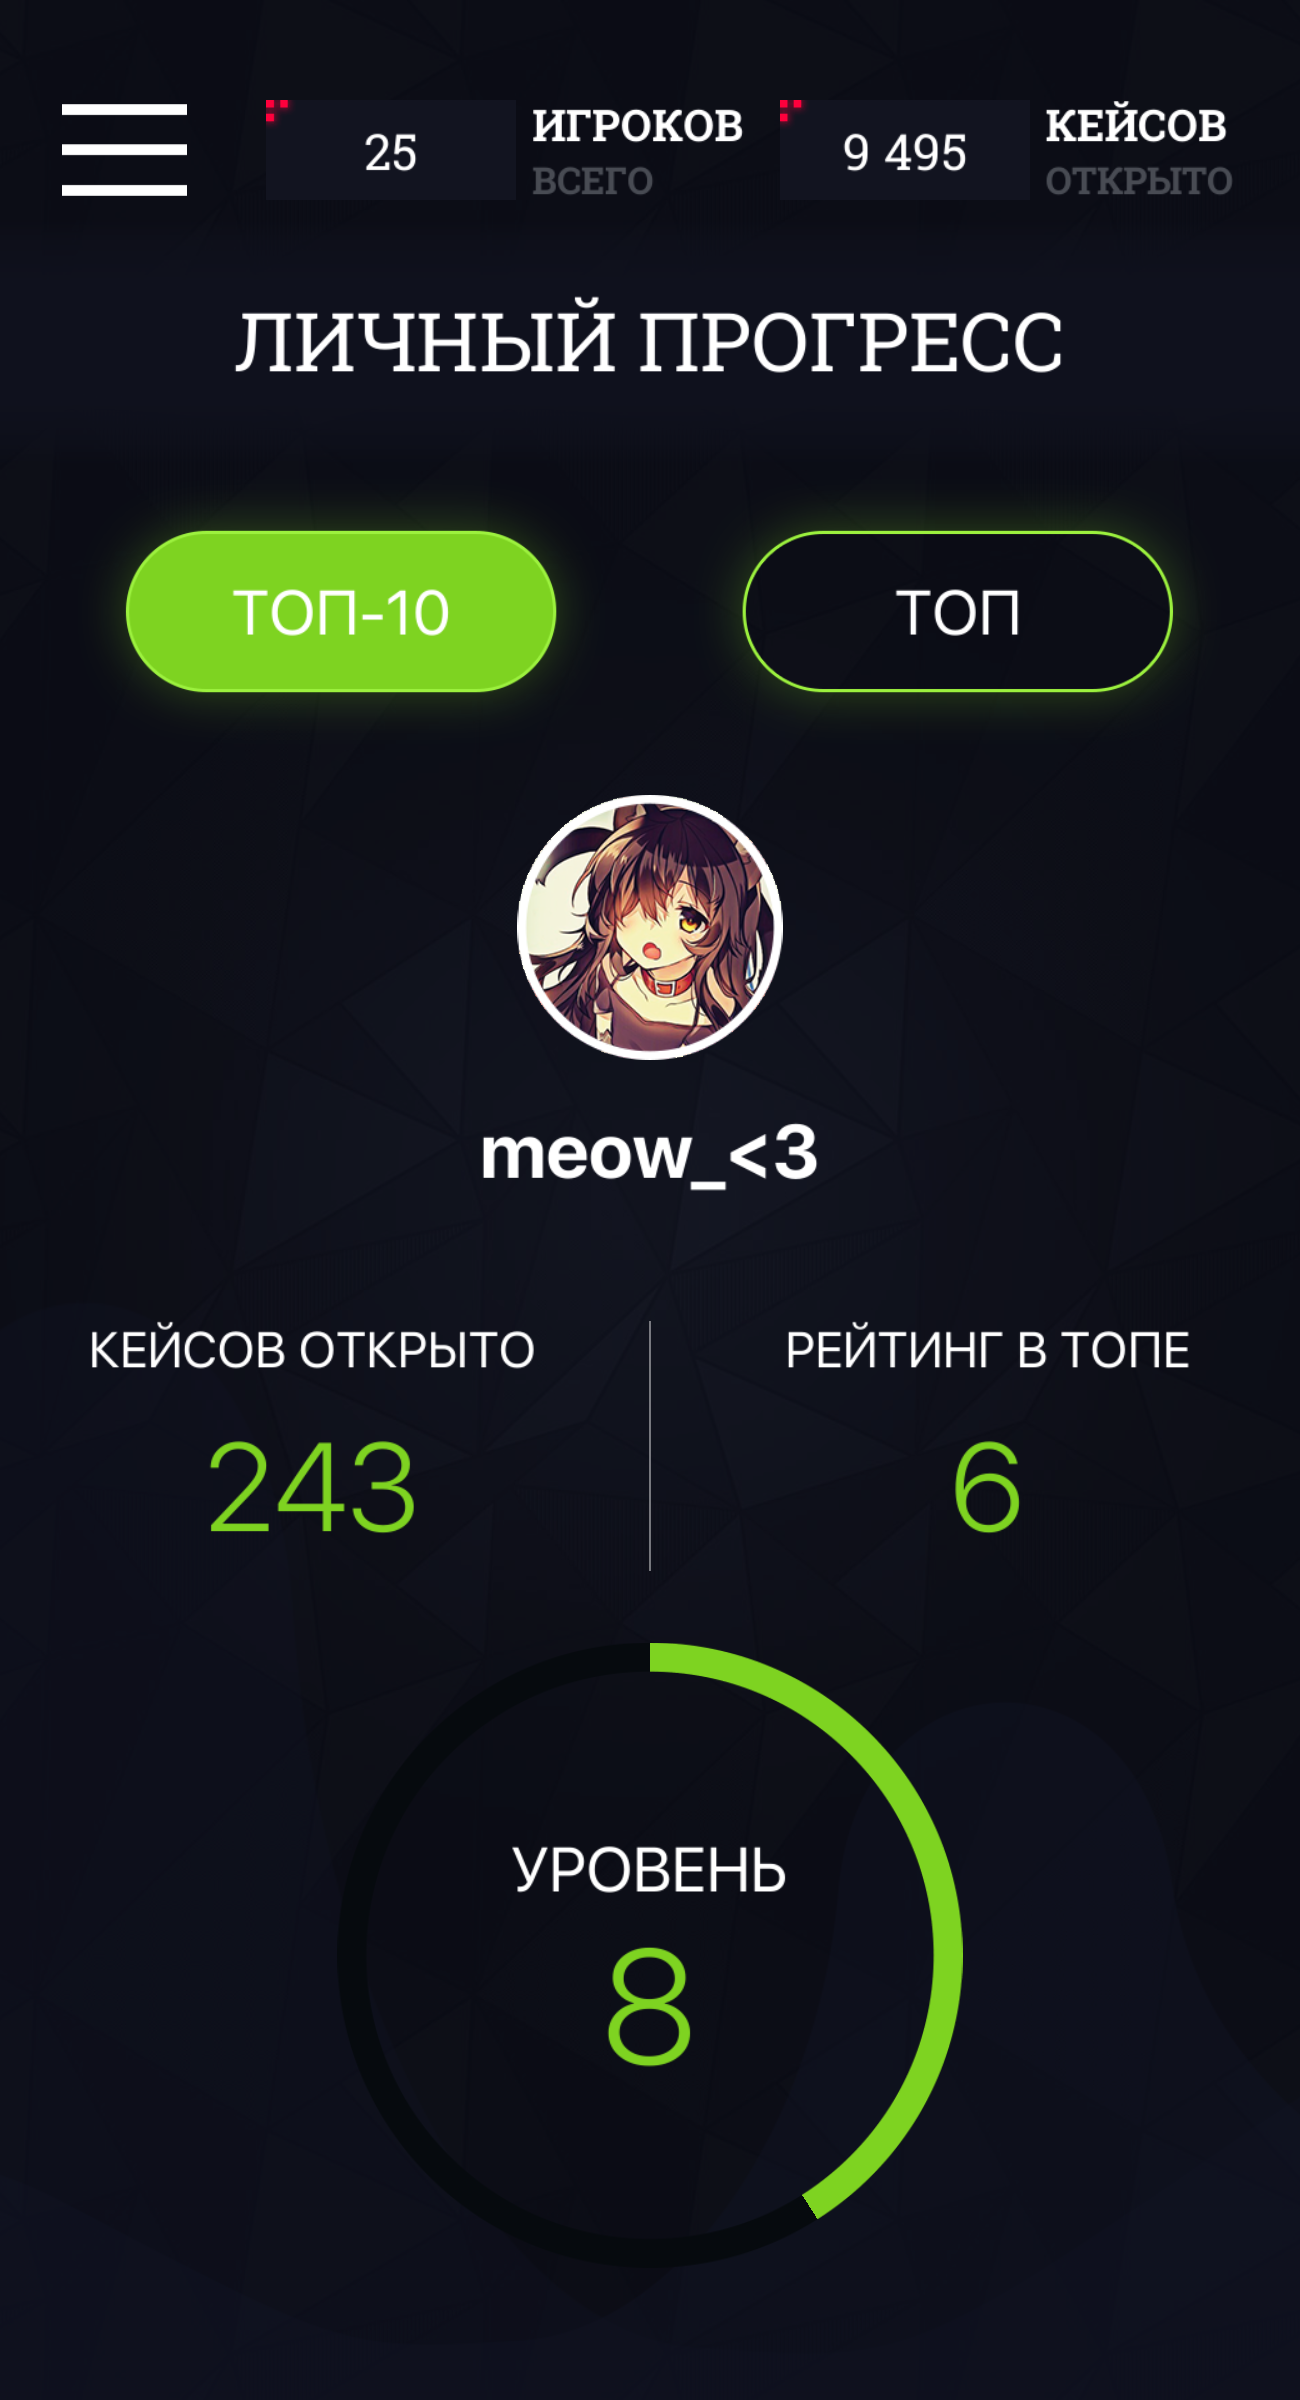 25
ИГРОКОВ
ВСЕГО
9 495
КЕЙСОВ
ОТКРЫТО
ЛИЧНЫЙ ПРОГРЕСС
ТОП-10
ТОП
meow_<3
КЕЙСОВ ОТКРЫТО
243
РЕЙТИНГ В ТОПЕ
6
УРОВЕНЬ
8